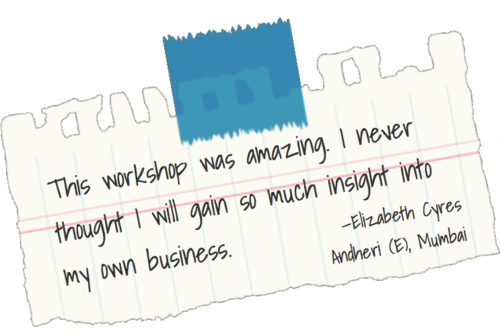 This workshop was amazing. I never
thought I will gain so much insight into
my own business.
–Elizabeth Cyres
Andheri (E), Mumbai